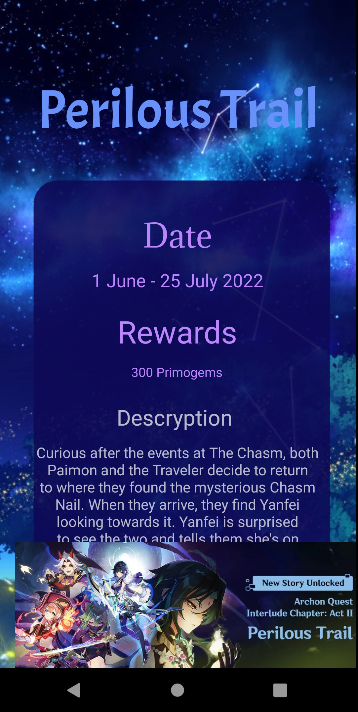 Perilous Trail
Date
1 June - 25 July 2022
Rewards
300 Primogems
Descryption
Curious after the events at The Chasm, both
Paimon and the Traveler decide to return
to where they found the mysterious Chasm
Nail. When they arrive, they find Yanfei
looking towards it. Yanfei is surprised
to see the two and tells them she's on
New Story Unlocked
Archon Quest
Interlude Chapter: Act II
Perilous Trail